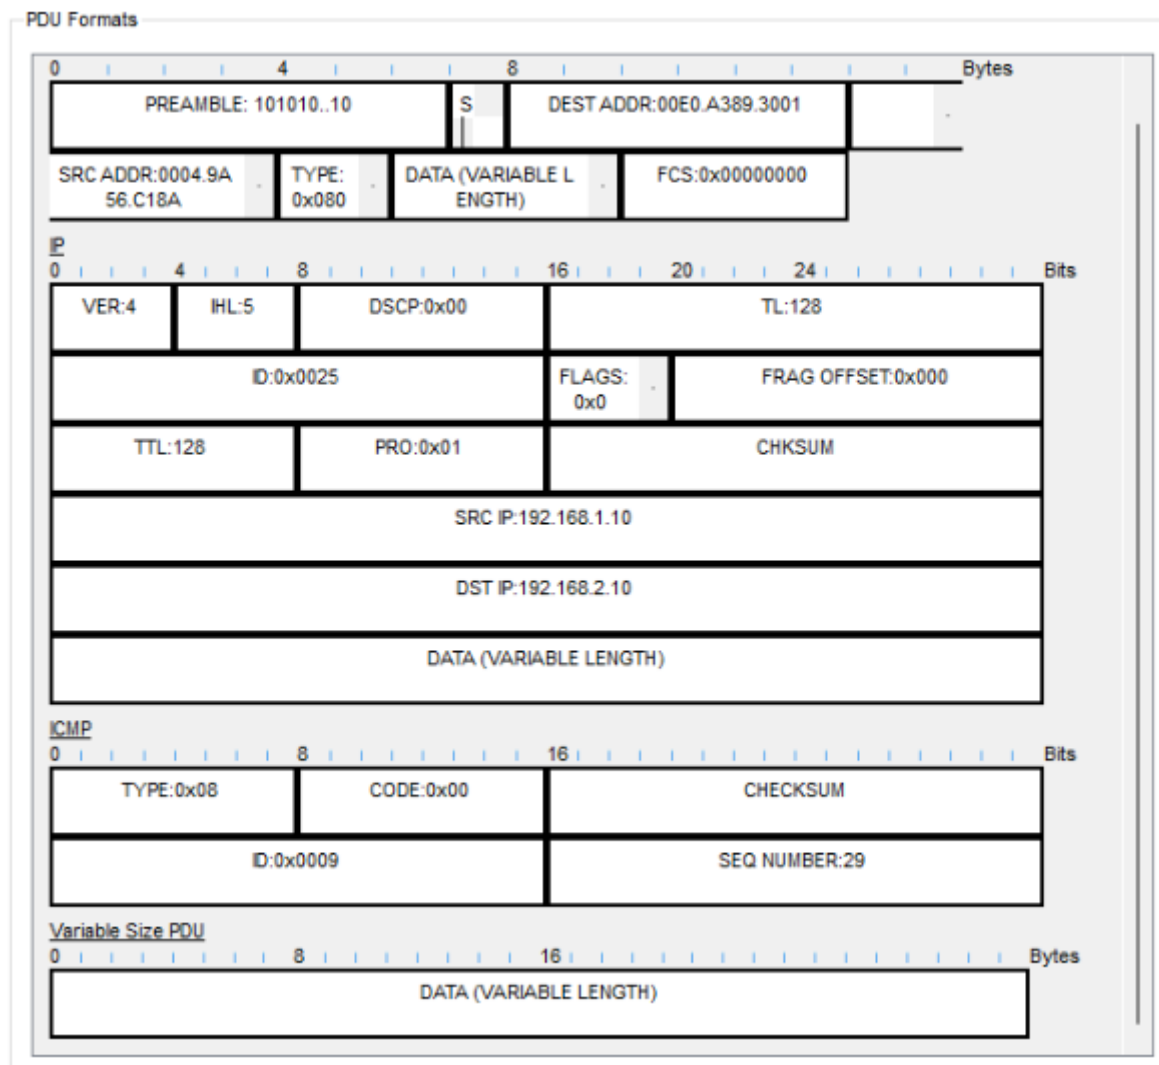 PDU Formats
0 4 8 Bytes
PREAMBLE: 101010..10 S DEST ADDR:00E0.A389.3001
SRC ADDR:0004.9A
56.C18A
TYPE:
0x080
DATA (VARIABLE L
ENGTH)
FCS:0x00000000
IP
0 4 8 16 20 24 Bits
VER:4 IHL:5 DSCP:0x00 TL:128
ID:0x0025
FLAGS:
0x0
FRAG OFFSET:0x000
TTL:128 PRO:0x01 CHKSUM
SRC IP:192.168.1.10
DST IP:192.168.2.10
DATA (VARIABLE LENGTH)
ICMP
0 8 16 Bits
TYPE:0x08 CODE:0x00 CHECKSUM
ID:0x0009 SEQ NUMBER:29
Variable Size PDU
0 8 16 Bytes
DATA (VARIABLE LENGTH)